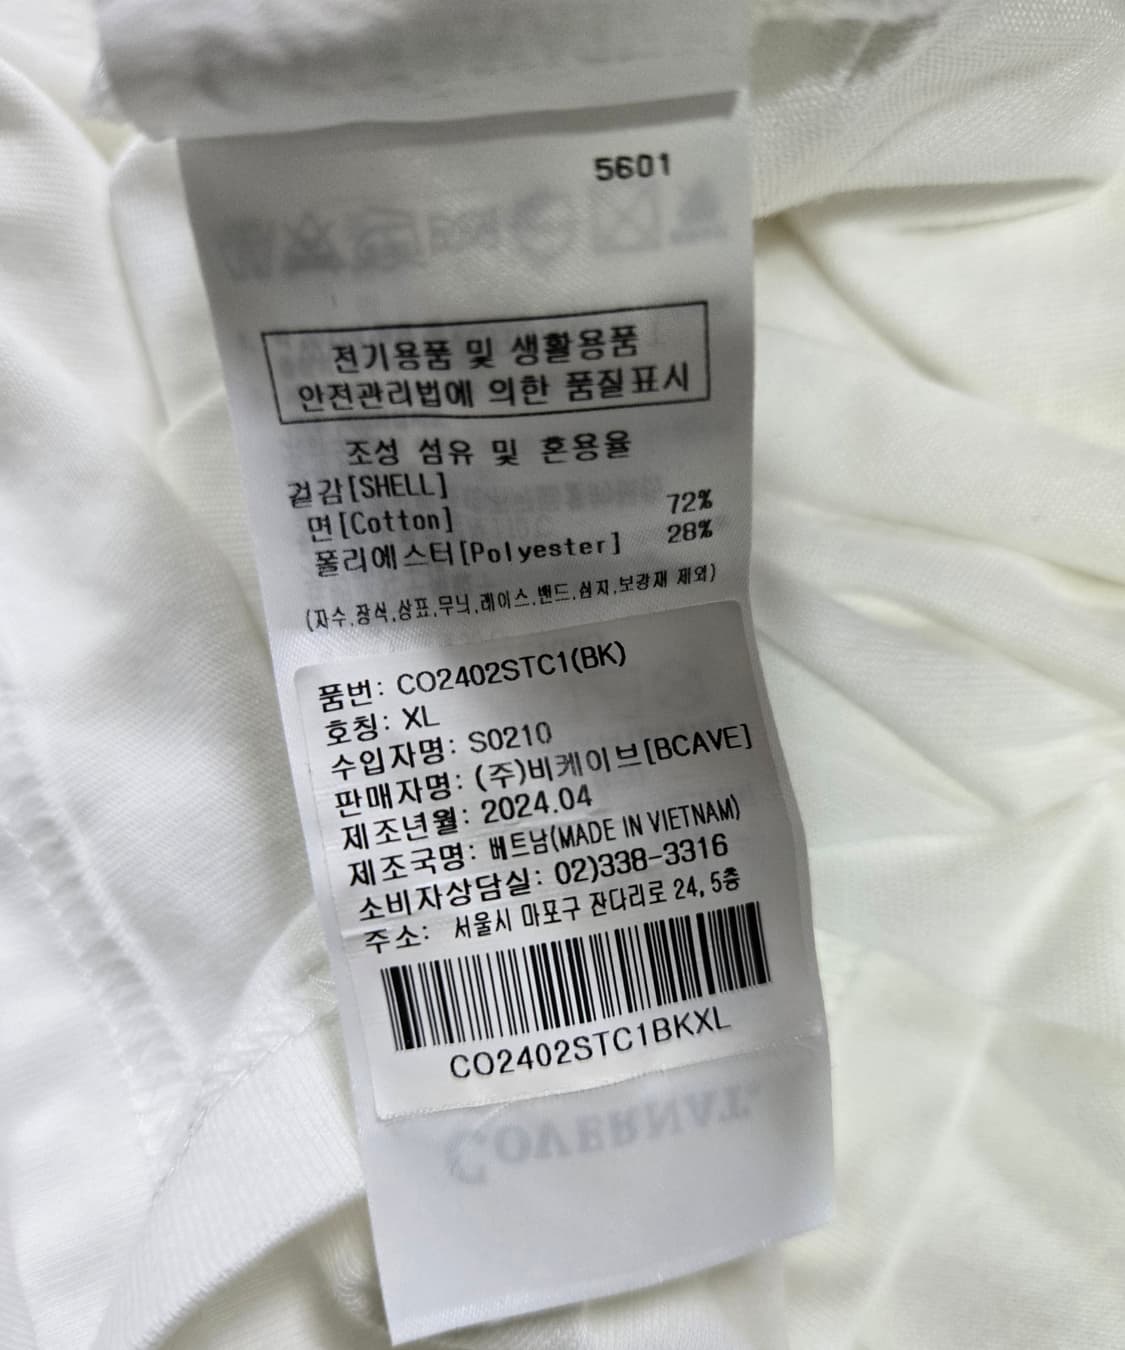 5601
전기용품 및 생활용품
안전관리법에 의한 품질표시
조성 섬유 및 혼용율
겉감[SHELL]
면[Cotton] 72%
폴리에스터[Polyester] 28%
(자수,장식,상표,무늬,레이스,밴드,심지,보강재 제외)
품번: CO2402STC1(BK)
호칭: XL
수입자명: S0210
판매자명: (주)비케이브[BCAVE]
제조년월: 2024.04
제조국명: 베트남(MADE IN VIETNAM)
소비자상담실: 02)338-3316
주소: 서울시 마포구 잔다리로 24, 5층
CO2402STC1BKXL
COVERNAT.